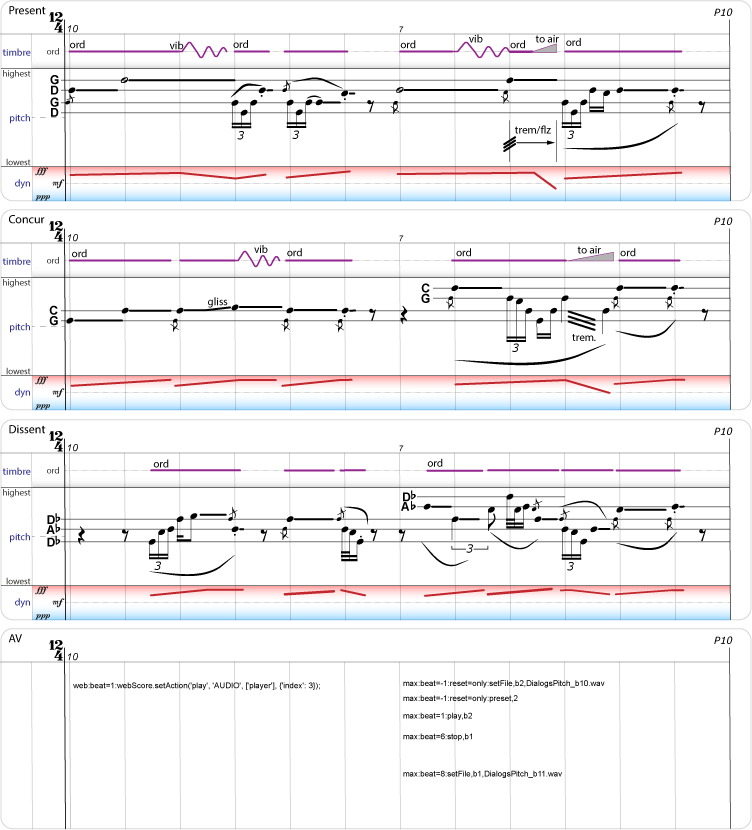 Present
12
4
10
7
P10
timbre
ord
ord
vib
ord
ord
vib
ord
to air
ord
highest
G
D
G
D
pitch
3
3
trem/flz
3
lowest
fff
dyn
mf
ppp
Concur
12
4
10
7
P10
timbre
ord
ord
vib
ord
ord
to air
ord
highest
C
G
gliss
C
G
pitch
3
trem.
lowest
fff
dyn
mf
ppp
Dissent
12
4
10
7
P10
timbre
ord
ord
ord
highest
D♭
A♭
D♭
A♭
D♭
pitch
3
3
3
lowest
fff
dyn
mf
ppp
AV
12
4
10
P10
web:beat=1:webScore.setAction('play', 'AUDIO', ['player'], {'index': 3});
max:beat=-1:reset=only:setFile,b2,DialogsPitch_b10.wav
max:beat=-1:reset=only:preset,2
max:beat=1:play,b2
max:beat=6:stop,b1
max:beat=8:setFile,b1,DialogsPitch_b11.wav